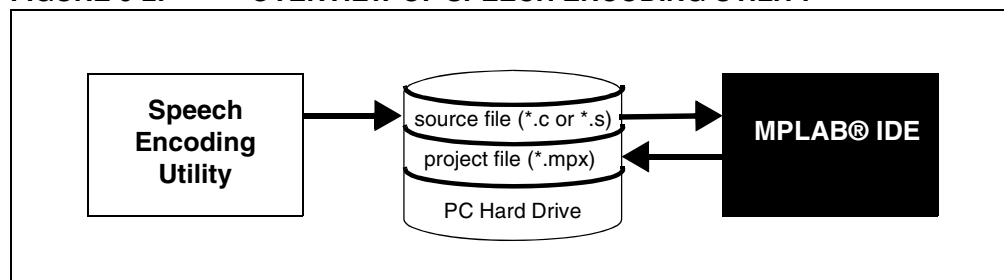 Speech
Encoding
Utility
source file (*.c or *.s)
project file (*.mpx)
PC Hard Drive
MPLAB® IDE